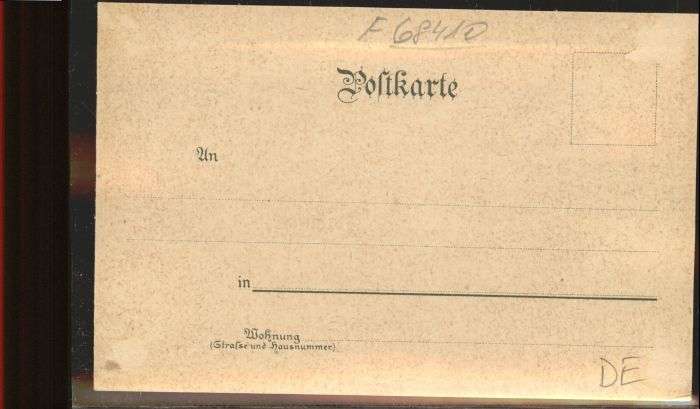 F 68410
Poſtkarte
An
in
Wohnung
(Straſse und Hausnummer)
DE